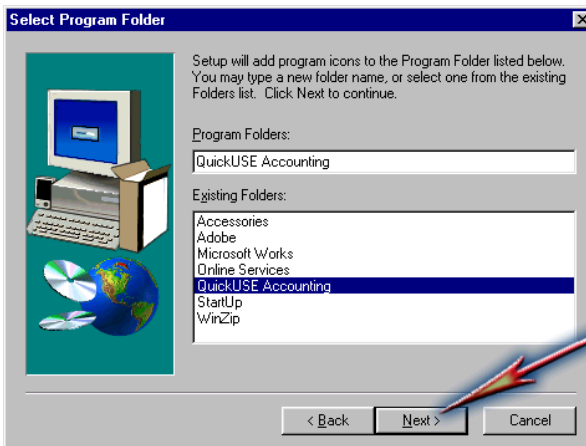 Select Program Folder
Setup will add program icons to the Program Folder listed below.
You may type a new folder name, or select one from the existing
Folders list. Click Next to continue.
Program Folders:
QuickUSE Accounting
Existing Folders:
Accessories
Adobe
Microsoft Works
Online Services
QuickUSE Accounting
StartUp
WinZip
< Back
Next >
Cancel